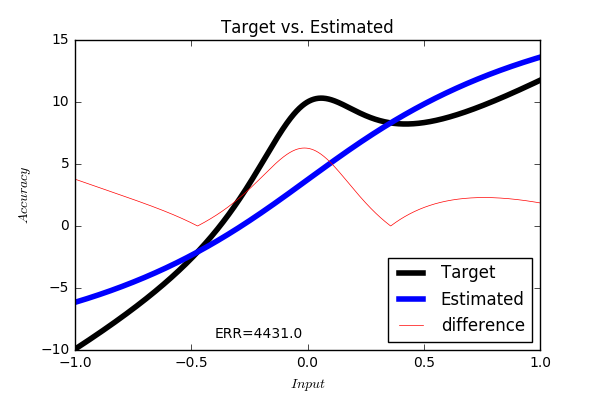 Target vs. Estimated
15
10
5
0
−5
−10
Accuracy
ERR=4431.0
Target
Estimated
difference
−1.0 −0.5 0.0 0.5 1.0
Input